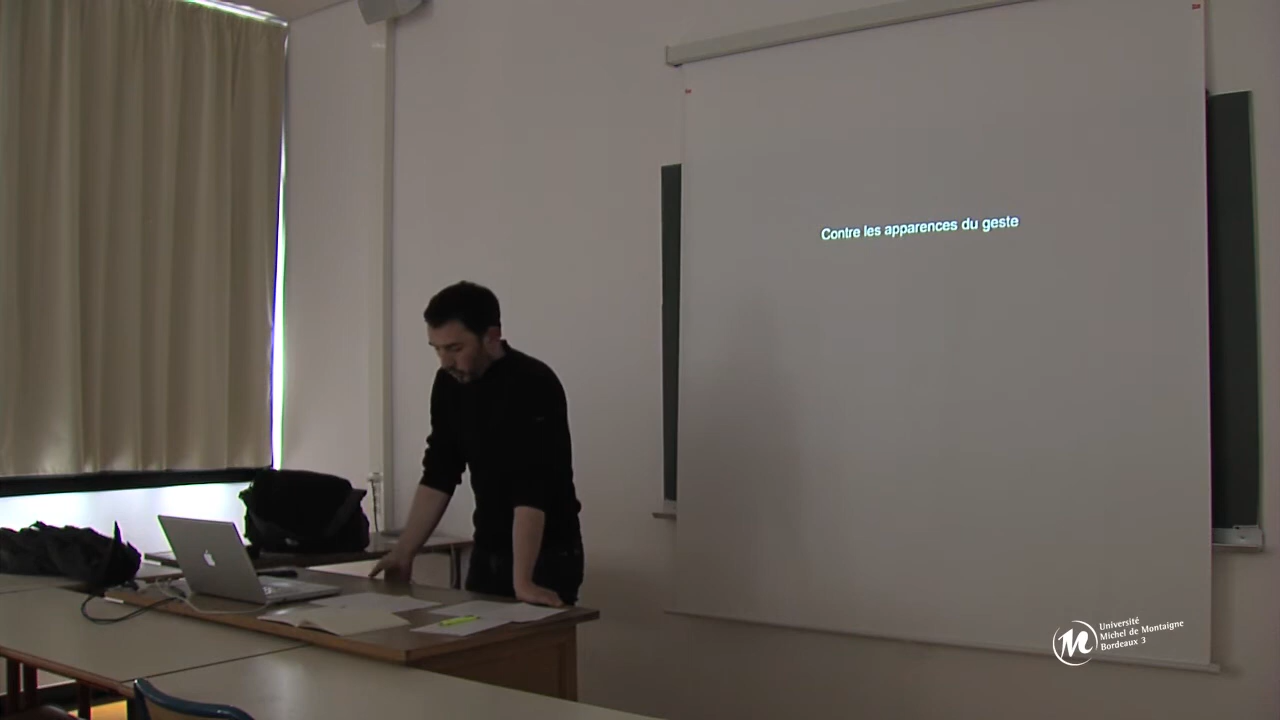 Contre les apparences du geste
Université
Michel de Montaigne
Bordeaux 3